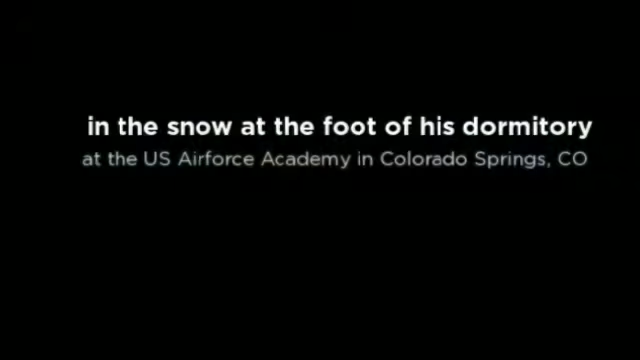 in the snow at the foot of his dormitory
at the US Airforce Academy in Colorado Springs, CO